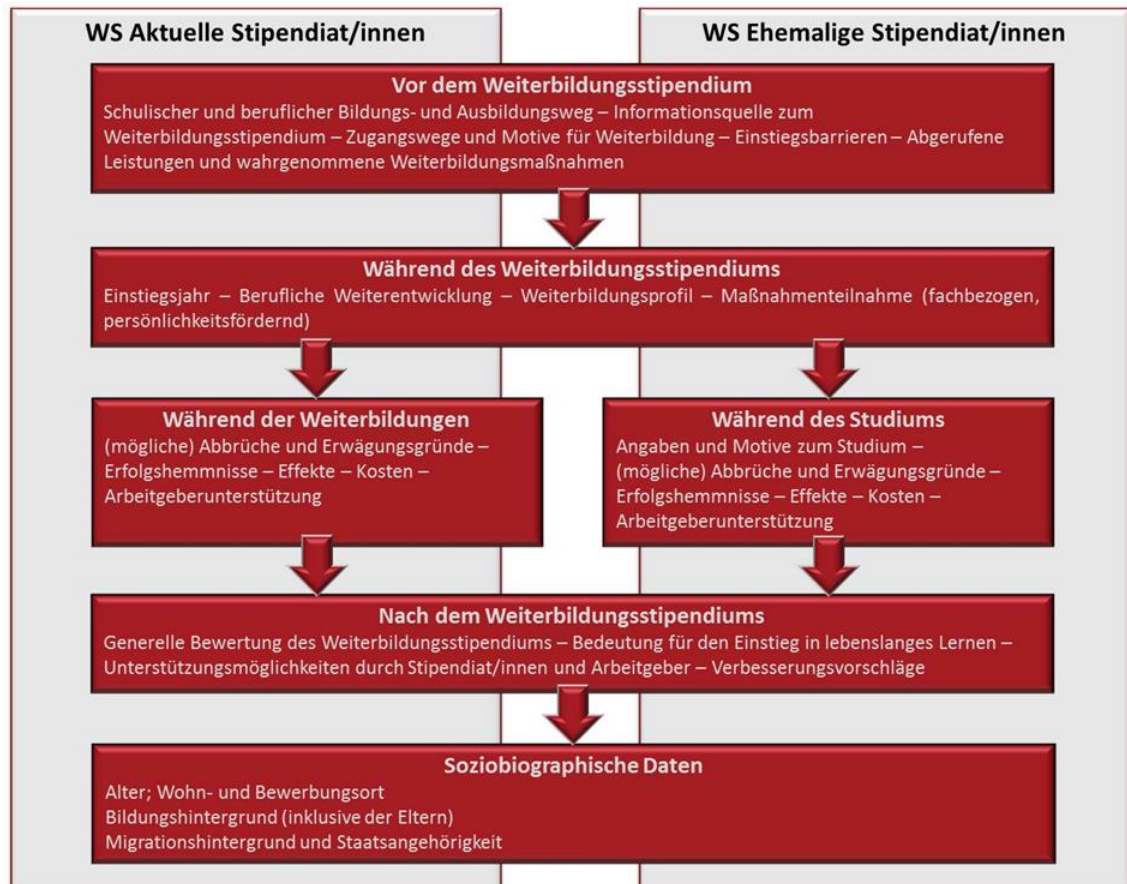 WS Aktuelle Stipendiat/innen
WS Ehemalige Stipendiat/innen
Vor dem Weiterbildungsstipendium
Schulischer und beruflicher Bildungs- und Ausbildungsweg – Informationsquelle zum
Weiterbildungsstipendium – Zugangswege und Motive für Weiterbildung – Einstiegsbarrieren – Abgerufene
Leistungen und wahrgenommene Weiterbildungsmaßnahmen
Während des Weiterbildungsstipendiums
Einstiegsjahr – Berufliche Weiterentwicklung – Weiterbildungsprofil – Maßnahmenteilnahme (fachbezogen,
persönlichkeitsfördernd)
Während der Weiterbildungen
(mögliche) Abbrüche und Erwägungsgründe –
Erfolgshemmnisse – Effekte – Kosten –
Arbeitgeberunterstützung
Während des Studiums
Angaben und Motive zum Studium –
(mögliche) Abbrüche und Erwägungsgründe –
Erfolgshemmnisse – Effekte – Kosten –
Arbeitgeberunterstützung
Nach dem Weiterbildungsstipendiums
Generelle Bewertung des Weiterbildungsstipendiums – Bedeutung für den Einstieg in lebenslanges Lernen –
Unterstützungsmöglichkeiten durch Stipendiat/innen und Arbeitgeber – Verbesserungsvorschläge
Soziobiographische Daten
Alter; Wohn- und Bewerbungsort
Bildungshintergrund (inklusive der Eltern)
Migrationshintergrund und Staatsangehörigkeit